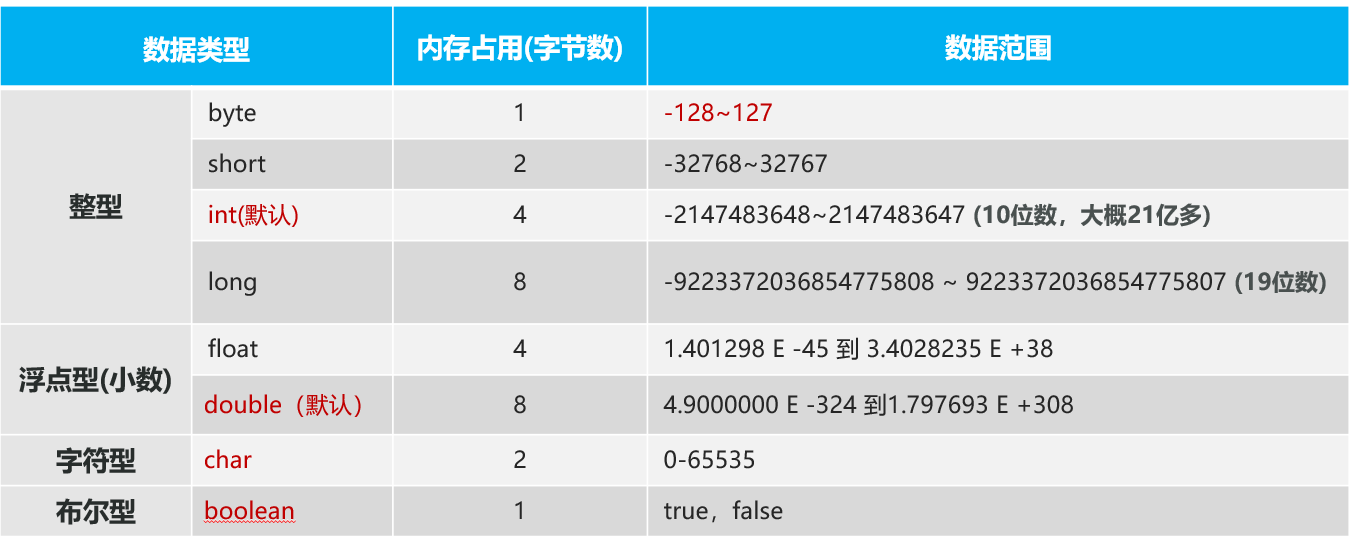 数据类型 内存占用(字节数) 数据范围
整型 byte 1 -128~127
short 2 -32768~32767
int(默认) 4 -2147483648~2147483647 (10位数，大概21亿多)
long 8 -9223372036854775808 ~ 9223372036854775807 (19位数)
浮点型(小数) float 4 1.401298 E -45 到 3.4028235 E +38
double（默认） 8 4.9000000 E -324 到1.797693 E +308
字符型 char 2 0-65535
布尔型 boolean 1 true，false